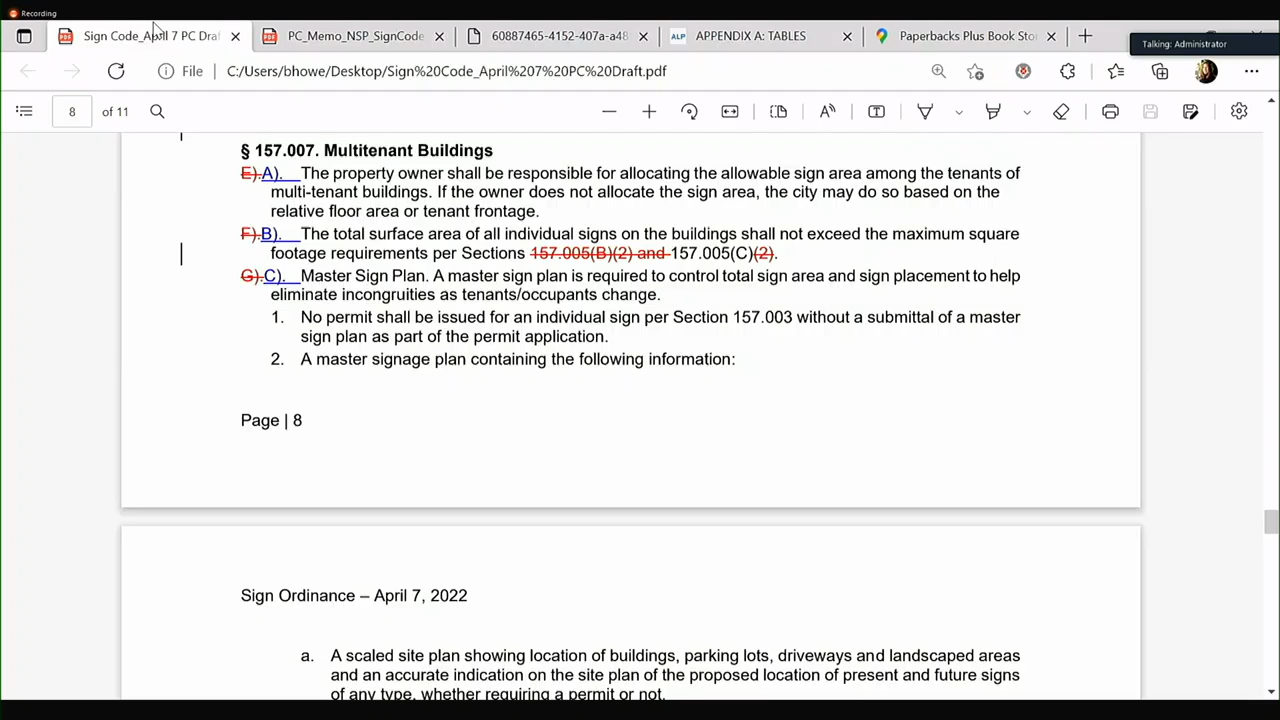 Recording
Sign Code_April 7 PC Draf
PC_Memo_NSP_SignCode
60887465-4152-407a-a48
ALP APPENDIX A: TABLES
Paperbacks Plus Book Sto
Talking: Administrator
File C:/Users/bhowe/Desktop/Sign%20Code_April%207%20PC%20Draft.pdf
8 of 11
§ 157.007. Multitenant Buildings
E).A). The property owner shall be responsible for allocating the allowable sign area among the tenants of
multi-tenant buildings. If the owner does not allocate the sign area, the city may do so based on the
relative floor area or tenant frontage.
F).B). The total surface area of all individual signs on the buildings shall not exceed the maximum square
footage requirements per Sections 157.005(B)(2) and 157.005(C)(2).
G).C). Master Sign Plan. A master sign plan is required to control total sign area and sign placement to help
eliminate incongruities as tenants/occupants change.
1. No permit shall be issued for an individual sign per Section 157.003 without a submittal of a master
sign plan as part of the permit application.
2. A master signage plan containing the following information:
Page | 8
Sign Ordinance – April 7, 2022
a. A scaled site plan showing location of buildings, parking lots, driveways and landscaped areas
and an accurate indication on the site plan of the proposed location of present and future signs
of any type, whether requiring a permit or not.